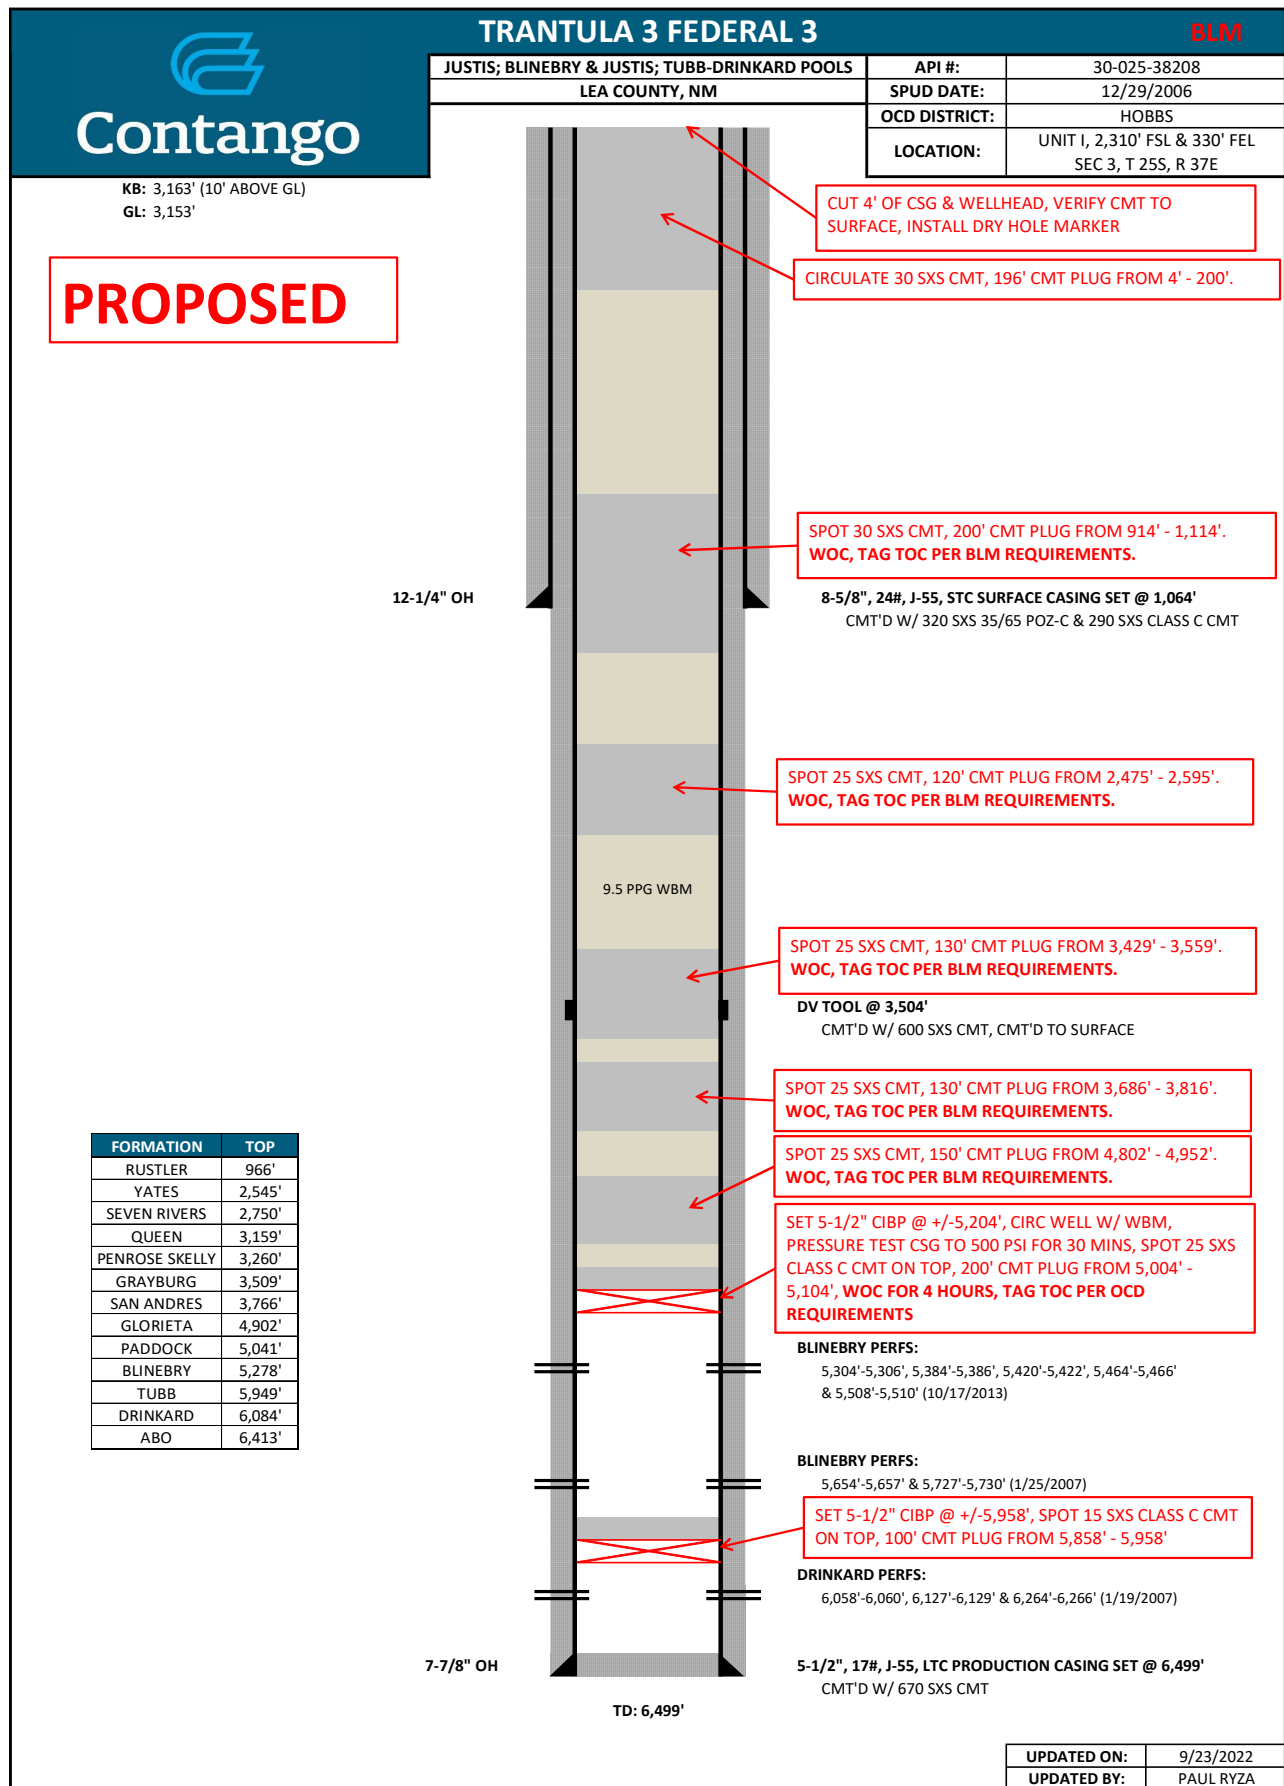 TRANTULA 3 FEDERAL 3
BLM
Contango
JUSTIS; BLINEBRY & JUSTIS; TUBB-DRINKARD POOLS
LEA COUNTY, NM
API #: 30-025-38208
SPUD DATE: 12/29/2006
OCD DISTRICT: HOBBS
LOCATION: UNIT I, 2,310' FSL & 330' FEL
SEC 3, T 25S, R 37E
KB: 3,163' (10' ABOVE GL)
GL: 3,153'
PROPOSED
CUT 4' OF CSG & WELLHEAD, VERIFY CMT TO
SURFACE, INSTALL DRY HOLE MARKER
CIRCULATE 30 SXS CMT, 196' CMT PLUG FROM 4' - 200'.
SPOT 30 SXS CMT, 200' CMT PLUG FROM 914' - 1,114'.
WOC, TAG TOC PER BLM REQUIREMENTS.
12-1/4" OH
8-5/8", 24#, J-55, STC SURFACE CASING SET @ 1,064'
CMT'D W/ 320 SXS 35/65 POZ-C & 290 SXS CLASS C CMT
SPOT 25 SXS CMT, 120' CMT PLUG FROM 2,475' - 2,595'.
WOC, TAG TOC PER BLM REQUIREMENTS.
9.5 PPG WBM
SPOT 25 SXS CMT, 130' CMT PLUG FROM 3,429' - 3,559'.
WOC, TAG TOC PER BLM REQUIREMENTS.
DV TOOL @ 3,504'
CMT'D W/ 600 SXS CMT, CMT'D TO SURFACE
SPOT 25 SXS CMT, 130' CMT PLUG FROM 3,686' - 3,816'.
WOC, TAG TOC PER BLM REQUIREMENTS.
SPOT 25 SXS CMT, 150' CMT PLUG FROM 4,802' - 4,952'.
WOC, TAG TOC PER BLM REQUIREMENTS.
SET 5-1/2" CIBP @ +/-5,204', CIRC WELL W/ WBM,
PRESSURE TEST CSG TO 500 PSI FOR 30 MINS, SPOT 25 SXS
CLASS C CMT ON TOP, 200' CMT PLUG FROM 5,004' -
5,104', WOC FOR 4 HOURS, TAG TOC PER OCD
REQUIREMENTS
FORMATION TOP
RUSTLER 966'
YATES 2,545'
SEVEN RIVERS 2,750'
QUEEN 3,159'
PENROSE SKELLY 3,260'
GRAYBURG 3,509'
SAN ANDRES 3,766'
GLORIETA 4,902'
PADDOCK 5,041'
BLINEBRY 5,278'
TUBB 5,949'
DRINKARD 6,084'
ABO 6,413'
BLINEBRY PERFS:
5,304'-5,306', 5,384'-5,386', 5,420'-5,422', 5,464'-5,466'
& 5,508'-5,510' (10/17/2013)
BLINEBRY PERFS:
5,654'-5,657' & 5,727'-5,730' (1/25/2007)
SET 5-1/2" CIBP @ +/-5,958', SPOT 15 SXS CLASS C CMT
ON TOP, 100' CMT PLUG FROM 5,858' - 5,958'
DRINKARD PERFS:
6,058'-6,060', 6,127'-6,129' & 6,264'-6,266' (1/19/2007)
7-7/8" OH
5-1/2", 17#, J-55, LTC PRODUCTION CASING SET @ 6,499'
CMT'D W/ 670 SXS CMT
TD: 6,499'
UPDATED ON: 9/23/2022
UPDATED BY: PAUL RYZA